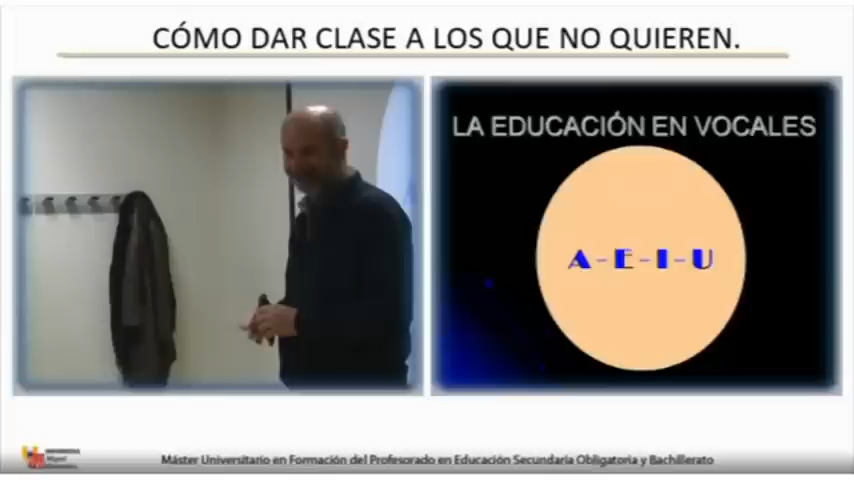 CÓMO DAR CLASE A LOS QUE NO QUIEREN.
LA EDUCACIÓN EN VOCALES
A-E-I-U
Miguel
Máster Universitario en Formación del Profesorado en Educación Secundaria Obligatoria y Bachillerato